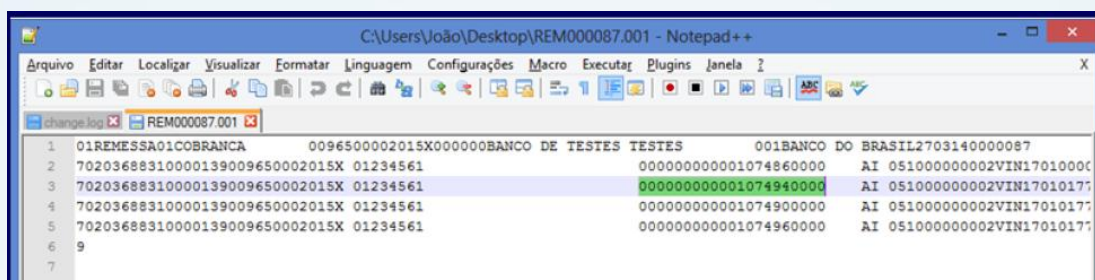 C:\Users\João\Desktop\REM000087.001 - Notepad++
Arquivo Editar Localizar Visualizar Formatar Linguagem Configurações Macro Executar Plugins Janela ? X
change.log REM000087.001
1 01REMESSA01COBRANCA 0096500002015X000000BANCO DE TESTES TESTES 001BANCO DO BRASIL2703140000087
2 70203688310000139009650002015X 01234561 00000000001074860000 AI 051000000002VIN1701000
3 70203688310000139009650002015X 01234561 00000000001074940000 AI 051000000002VIN1701017
4 70203688310000139009650002015X 01234561 00000000001074900000 AI 051000000002VIN1701017
5 70203688310000139009650002015X 01234561 00000000001074960000 AI 051000000002VIN1701017
6 9
7